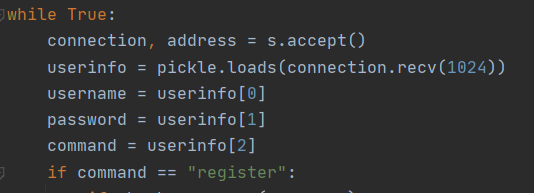 while True:
connection, address = s.accept()
userinfo = pickle.loads(connection.recv(1024))
username = userinfo[0]
password = userinfo[1]
command = userinfo[2]
if command == "register":